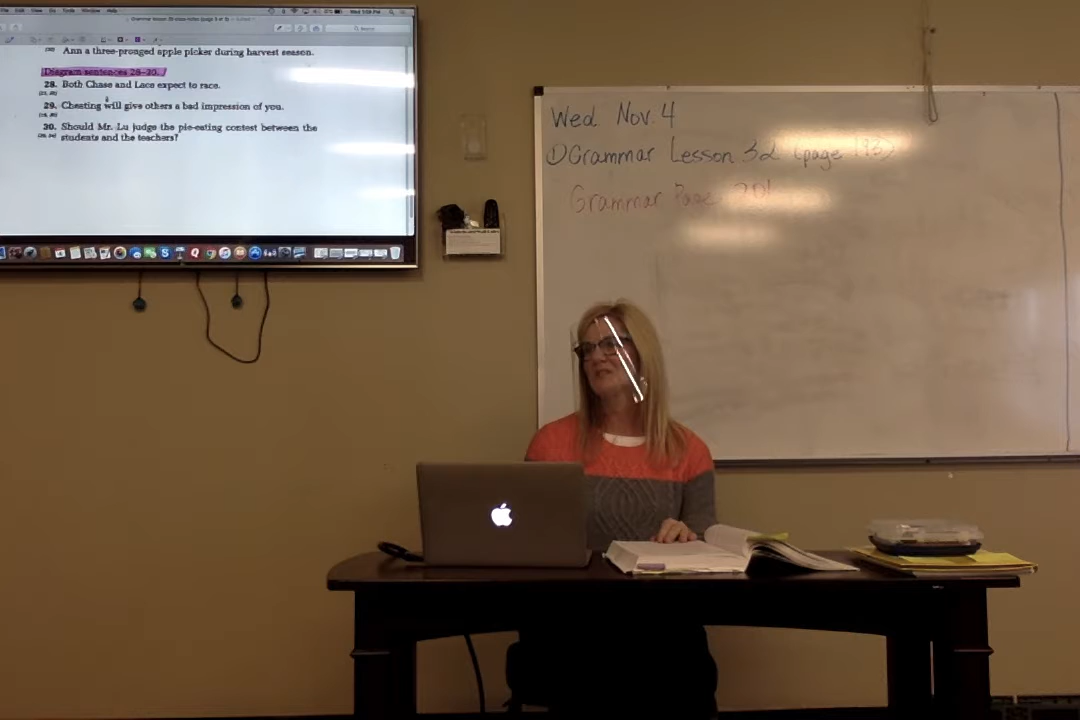 Ann a three-pronged apple picker during harvest season.
Diagram sentences 28–30.
28. Both Chase and Lace expect to race.
29. Cheating will give others a bad impression of you.
30. Should Mr. Lu judge the pie-eating contest between the
students and the teachers?
Wed Nov. 4
① Grammar Lesson 32 (page 193)
Grammar Page 201